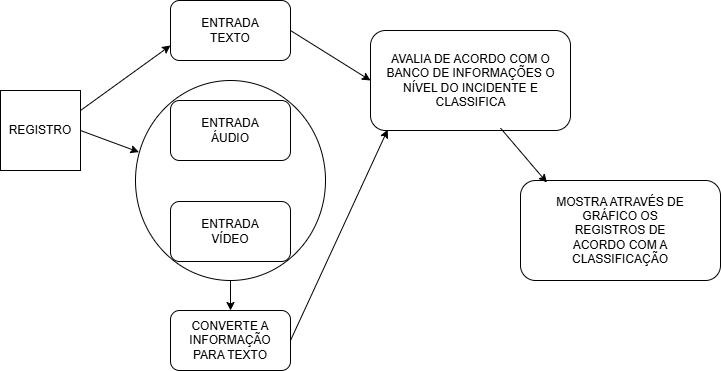 REGISTRO
ENTRADA
TEXTO
ENTRADA
ÁUDIO
ENTRADA
VÍDEO
CONVERTE A
INFORMAÇÃO
PARA TEXTO
AVALIA DE ACORDO COM O
BANCO DE INFORMAÇÕES O
NÍVEL DO INCIDENTE E
CLASSIFICA
MOSTRA ATRAVÉS DE
GRÁFICO OS
REGISTROS DE
ACORDO COM A
CLASSIFICAÇÃO